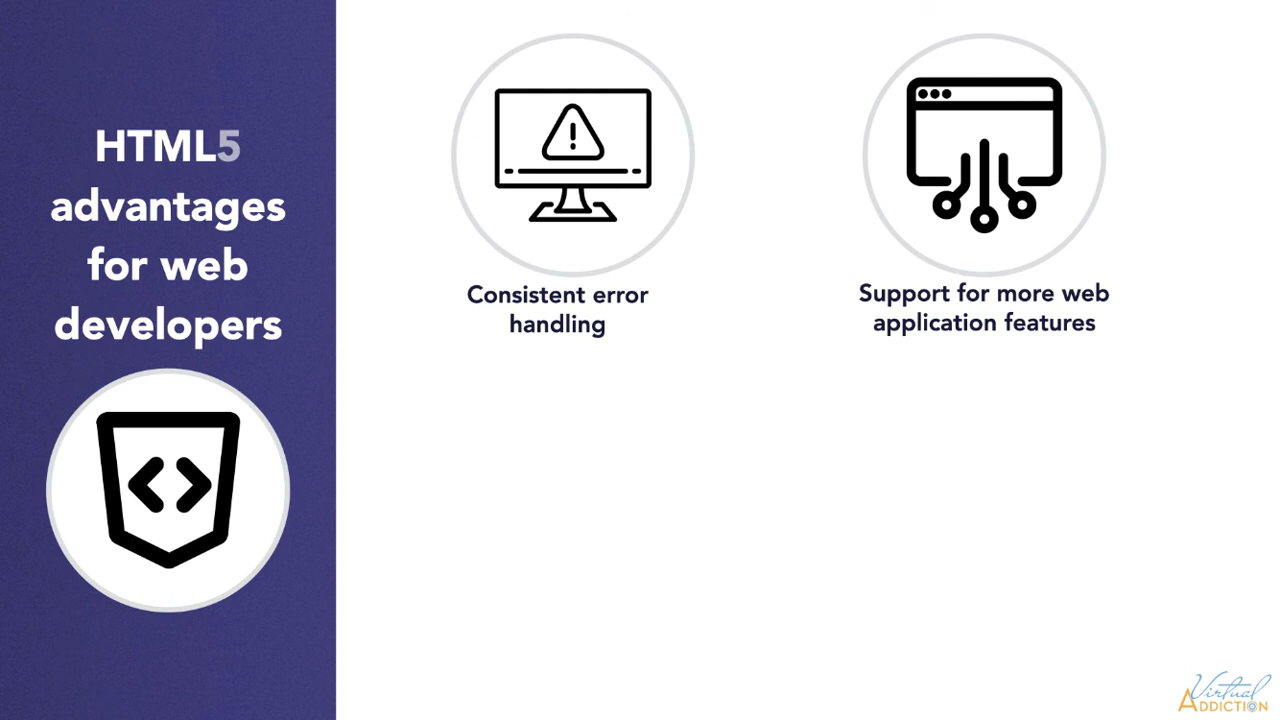 HTML5
advantages
for web
developers
Consistent error
handling
Support for more web
application features
Virtual
ADDICTION